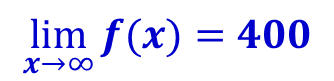 lim f(x) = 400
x→∞